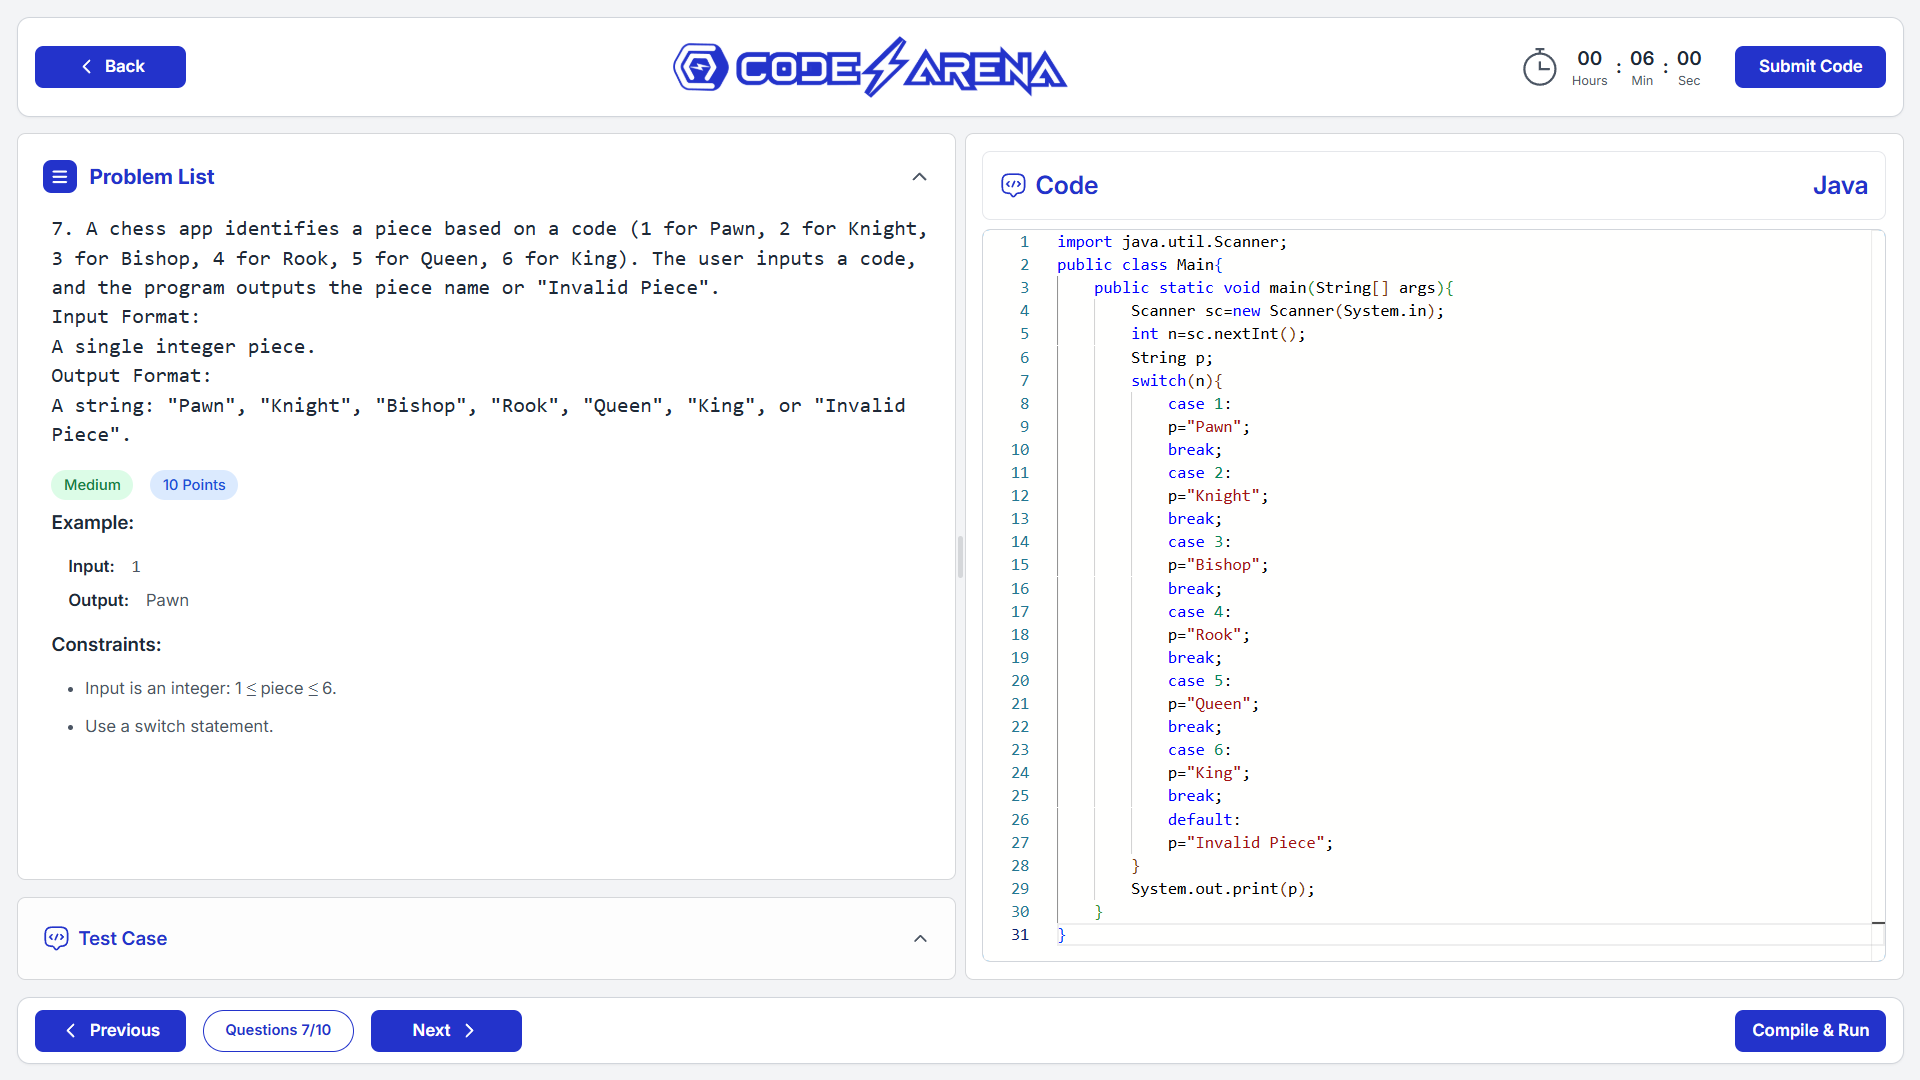 Back
CODE ARENA
00 : 06 : 00
Hours Min Sec
Submit Code
Problem List
7. A chess app identifies a piece based on a code (1 for Pawn, 2 for Knight,
3 for Bishop, 4 for Rook, 5 for Queen, 6 for King). The user inputs a code,
and the program outputs the piece name or "Invalid Piece".
Input Format:
A single integer piece.
Output Format:
A string: "Pawn", "Knight", "Bishop", "Rook", "Queen", "King", or "Invalid
Piece".
Medium 10 Points
Example:
Input: 1
Output: Pawn
Constraints:
• Input is an integer: 1 ≤ piece ≤ 6.
• Use a switch statement.
Test Case
Code Java
1 import java.util.Scanner;
2 public class Main{
3 public static void main(String[] args){
4 Scanner sc=new Scanner(System.in);
5 int n=sc.nextInt();
6 String p;
7 switch(n){
8 case 1:
9 p="Pawn";
10 break;
11 case 2:
12 p="Knight";
13 break;
14 case 3:
15 p="Bishop";
16 break;
17 case 4:
18 p="Rook";
19 break;
20 case 5:
21 p="Queen";
22 break;
23 case 6:
24 p="King";
25 break;
26 default:
27 p="Invalid Piece";
28 }
29 System.out.print(p);
30 }
31 }
Previous
Questions 7/10
Next
Compile & Run